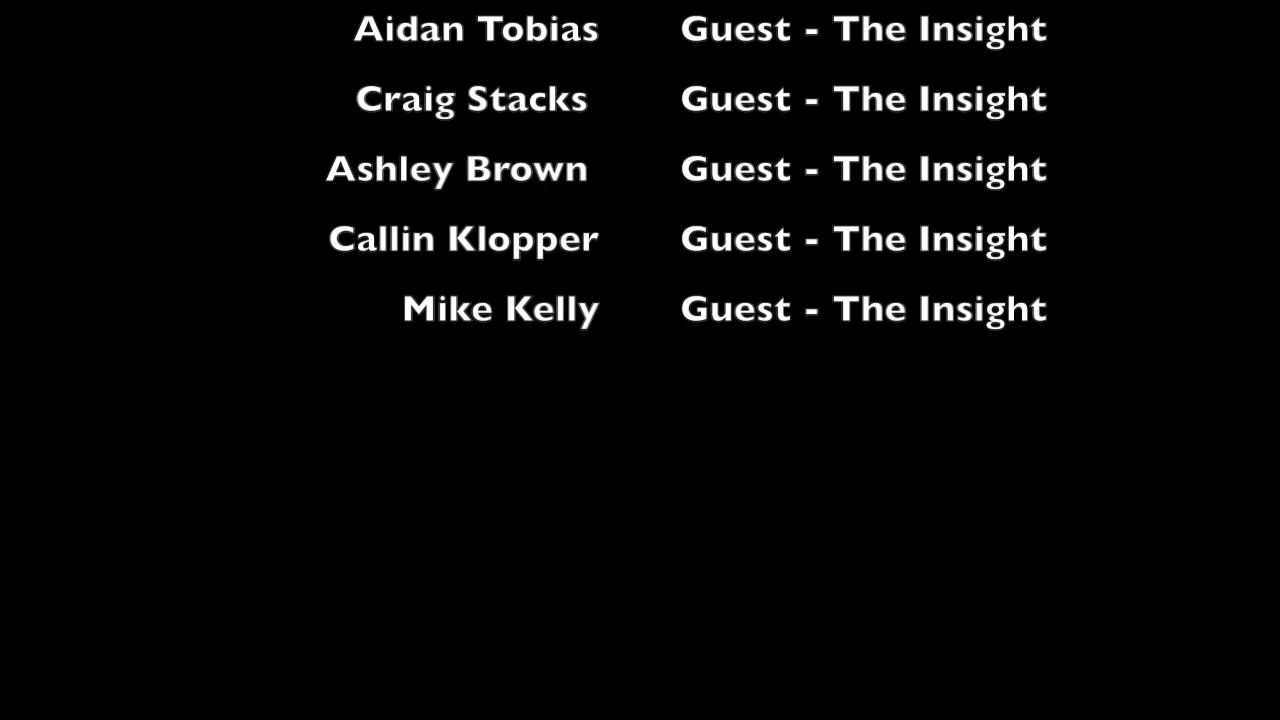 Aidan Tobias Guest - The Insight
Craig Stacks Guest - The Insight
Ashley Brown Guest - The Insight
Callin Klopper Guest - The Insight
Mike Kelly Guest - The Insight